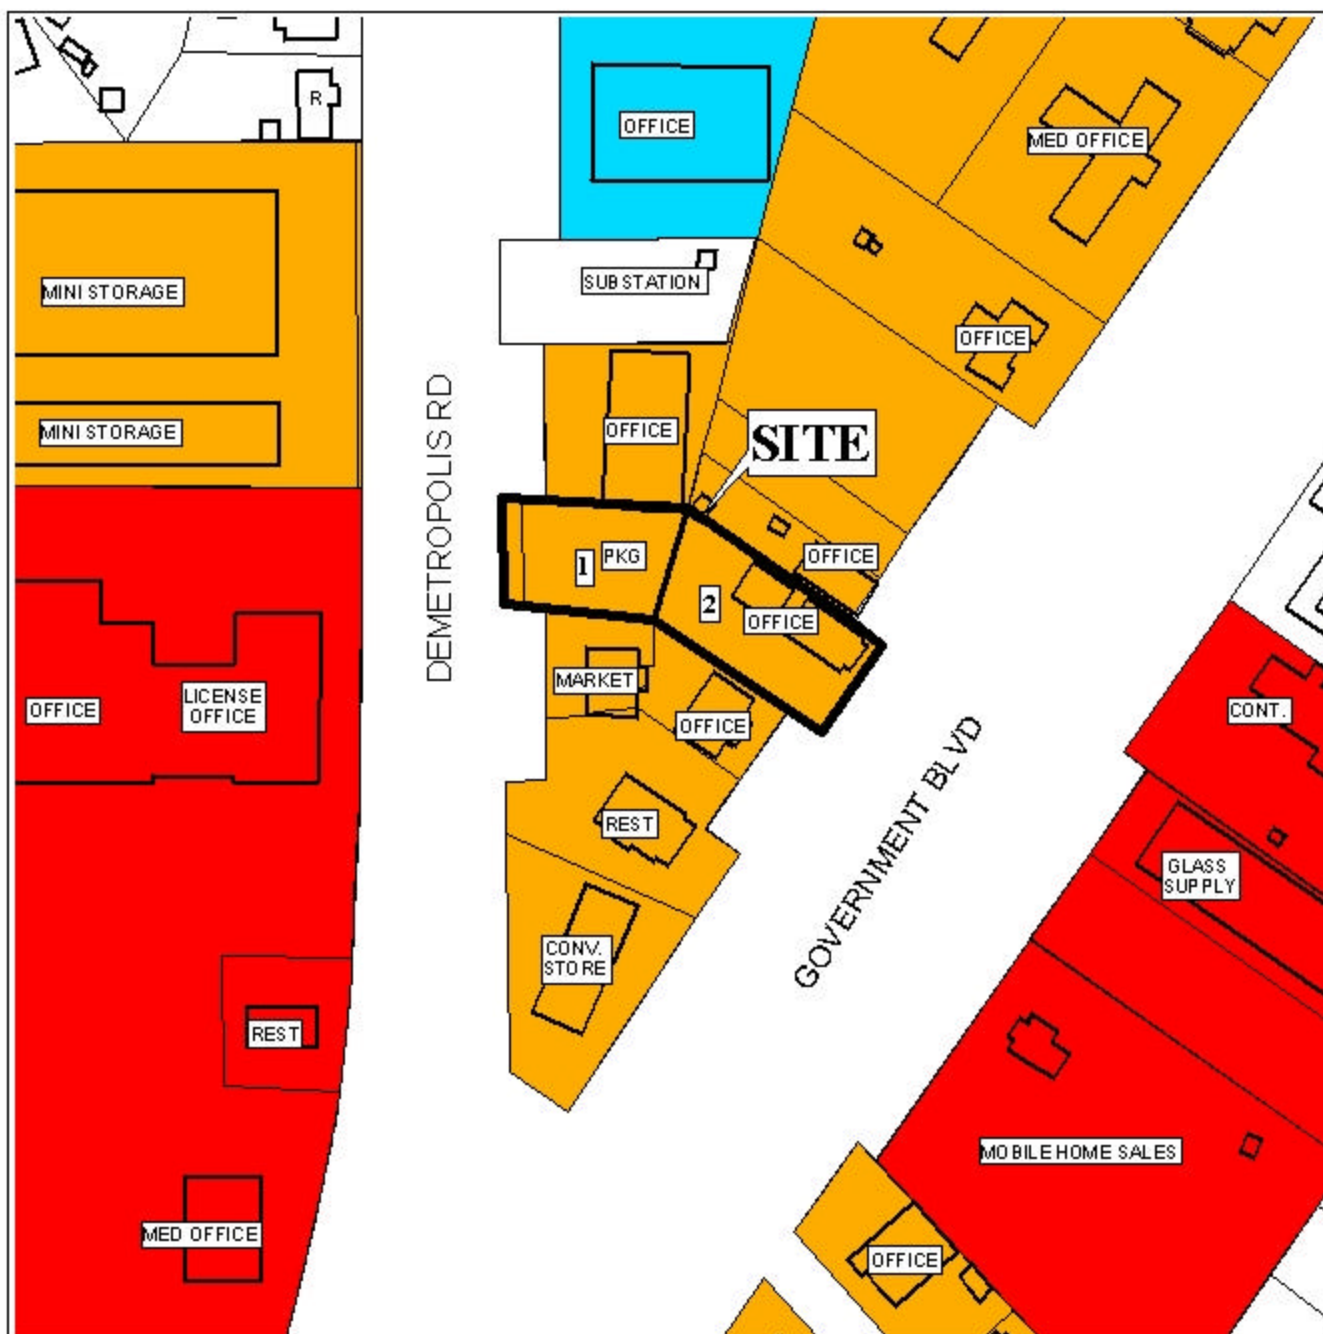 R
OFFICE
MED OFFICE
SUBSTATION
MINI STORAGE
OFFICE
MINI STORAGE
OFFICE
SITE
DEMETROPOLIS RD
1
PKG
OFFICE
2
OFFICE
MARKET
OFFICE
LICENSE
OFFICE
OFFICE
CONT.
REST
GOVERNMENT BLVD
GLASS
SUPPLY
CONV.
STORE
REST
MOBILE HOME SALES
MED OFFICE
OFFICE